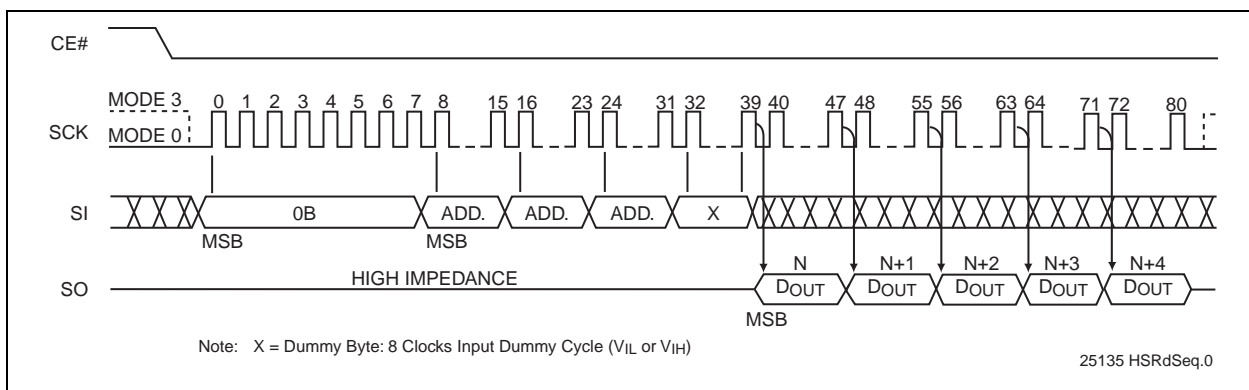 CE#
MODE 3 0 1 2 3 4 5 6 7 8 15 16 23 24 31 32 39 40 47 48 55 56 63 64 71 72 80
SCK MODE 0
SI 0B ADD. ADD. ADD. X
MSB MSB
HIGH IMPEDANCE N N+1 N+2 N+3 N+4
SO DOUT DOUT DOUT DOUT DOUT
MSB
Note: X = Dummy Byte: 8 Clocks Input Dummy Cycle (VIL or VIH)
25135 HSRdSeq.0